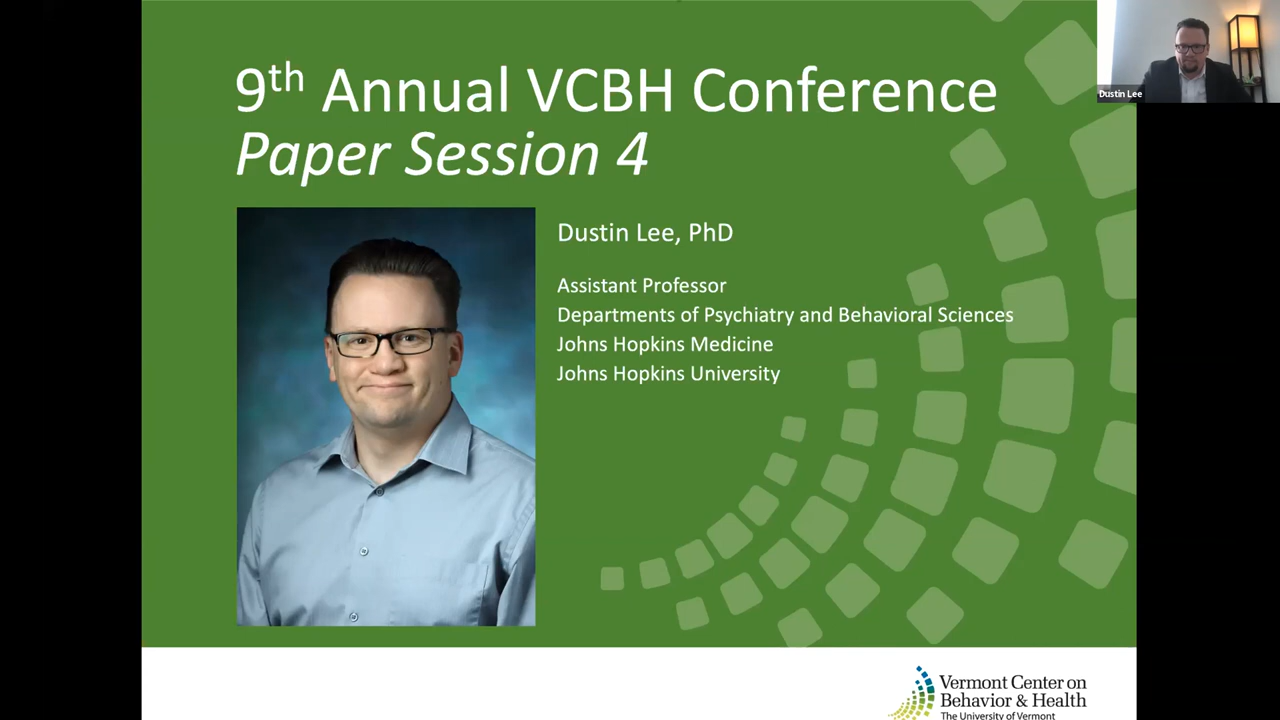 9th Annual VCBH Conference
Paper Session 4
Dustin Lee, PhD
Assistant Professor
Departments of Psychiatry and Behavioral Sciences
Johns Hopkins Medicine
Johns Hopkins University
Dustin Lee
Vermont Center on
Behavior & Health
The University of Vermont